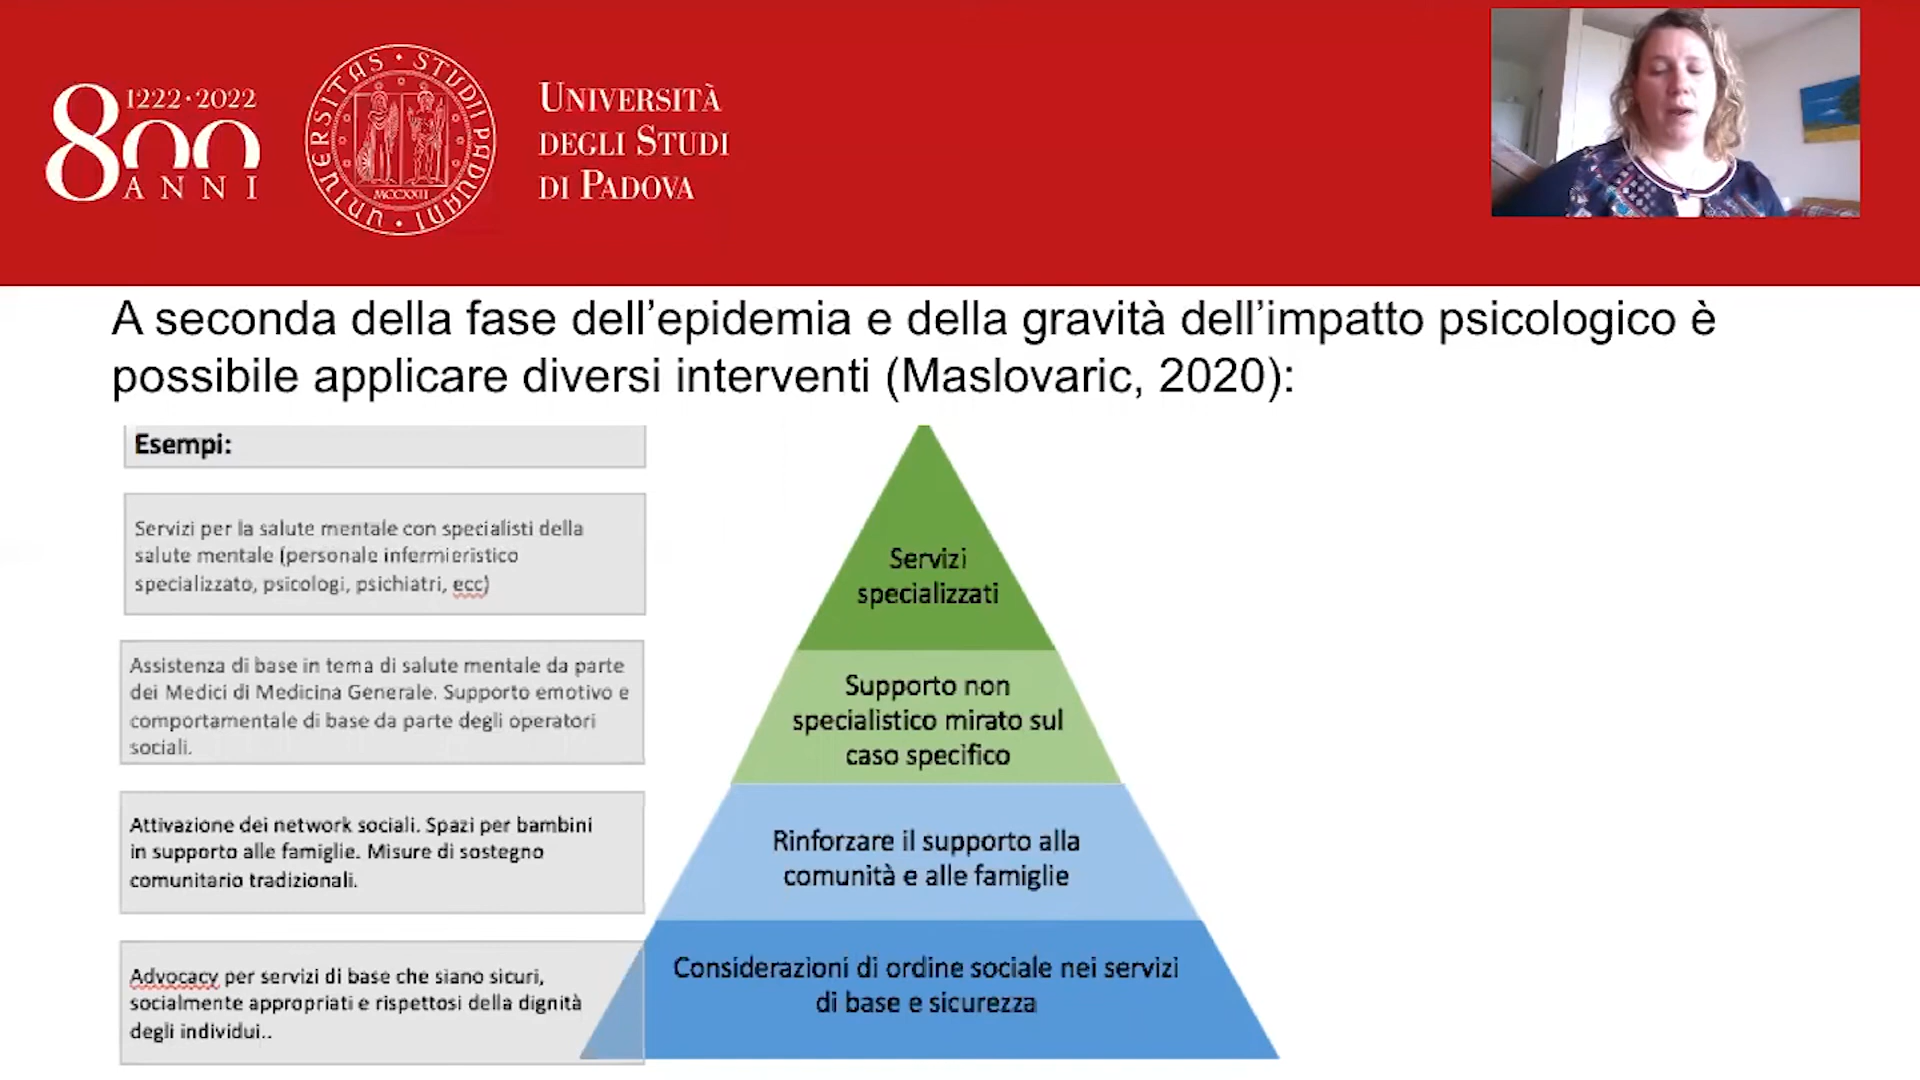 1222·2022
800
ANNI
UNIVERSITAS · STUDII PADUANI ·
MCCXXII
UNIVERSITÀ
DEGLI STUDI
DI PADOVA
A seconda della fase dell’epidemia e della gravità dell’impatto psicologico è
possibile applicare diversi interventi (Maslovaric, 2020):
Esempi:
Servizi per la salute mentale con specialisti della
salute mentale (personale infermieristico
specializzato, psicologi, psichiatri, ecc)
Servizi
specializzati
Assistenza di base in tema di salute mentale da parte
dei Medici di Medicina Generale. Supporto emotivo e
comportamentale di base da parte degli operatori
sociali.
Supporto non
specialistico mirato sul
caso specifico
Attivazione dei network sociali. Spazi per bambini
in supporto alle famiglie. Misure di sostegno
comunitario tradizionali.
Rinforzare il supporto alla
comunità e alle famiglie
Advocacy per servizi di base che siano sicuri,
socialmente appropriati e rispettosi della dignità
degli individui..
Considerazioni di ordine sociale nei servizi
di base e sicurezza